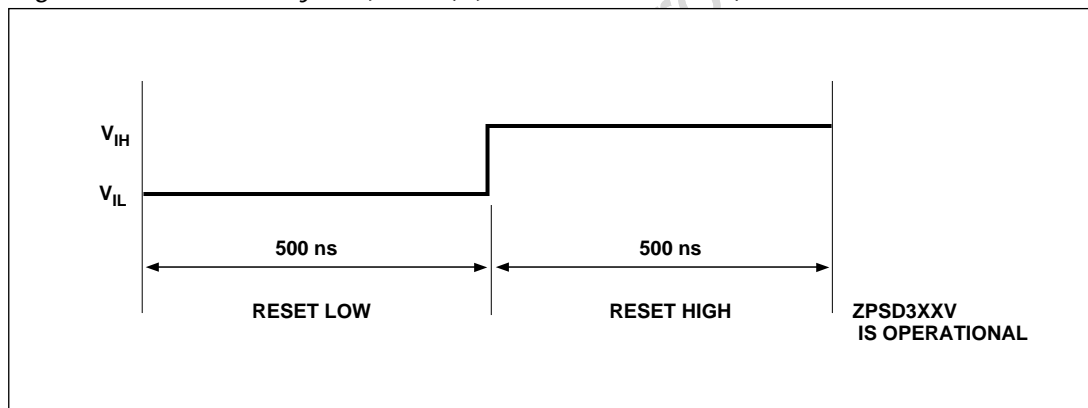 V_IH
V_IL
500 ns
500 ns
RESET LOW
RESET HIGH
ZPSD3XXV
IS OPERATIONAL